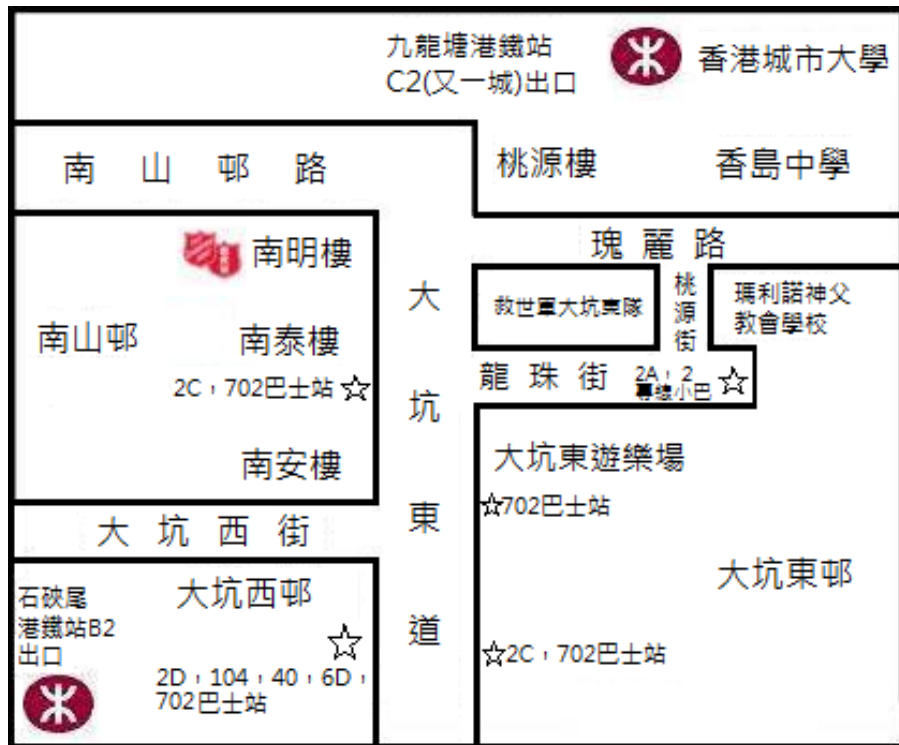 九龍塘港鐵站
C2(又一城)出口
香港城市大學
南山邨路
桃源樓
香島中學
瑰麗路
南明樓
南山邨
南泰樓
2C，702巴士站
南安樓
大坑東道
救世軍大坑東隊
桃源街
瑪利諾神父
教會學校
龍珠街
2A，2
專線小巴
大坑東遊樂場
702巴士站
大坑東邨
2C，702巴士站
大坑西街
石硤尾
港鐵站B2
出口
大坑西邨
2D，104，40，6D，
702巴士站